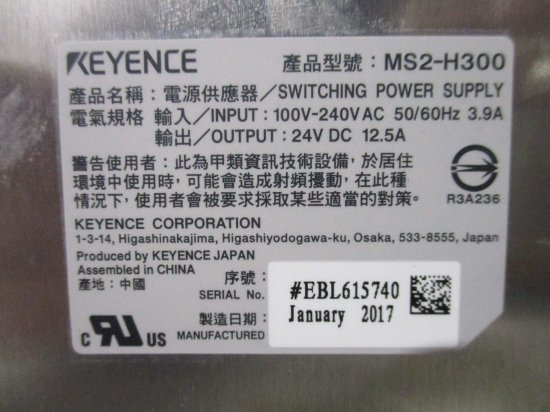 KEYENCE 產品型號：MS2-H300
產品名稱：電源供應器／SWITCHING POWER SUPPLY
電氣規格 輸入／INPUT：100V-240V AC 50/60Hz 3.9A
輸出／OUTPUT：24V DC 12.5A
警告使用者：此為甲類資訊技術設備，於居住
環境中使用時，可能會造成射頻擾動，在此種
情況下，使用者會被要求採取某些適當的對策。
R3A236
KEYENCE CORPORATION
1-3-14, Higashinakajima, Higashiyodogawa-ku, Osaka, 533-8555, Japan
Produced by KEYENCE JAPAN
Assembled in CHINA
產地：中國
序號：
SERIAL No.
#EBL615740
製造日期：
MANUFACTURED
January 2017
c RU US